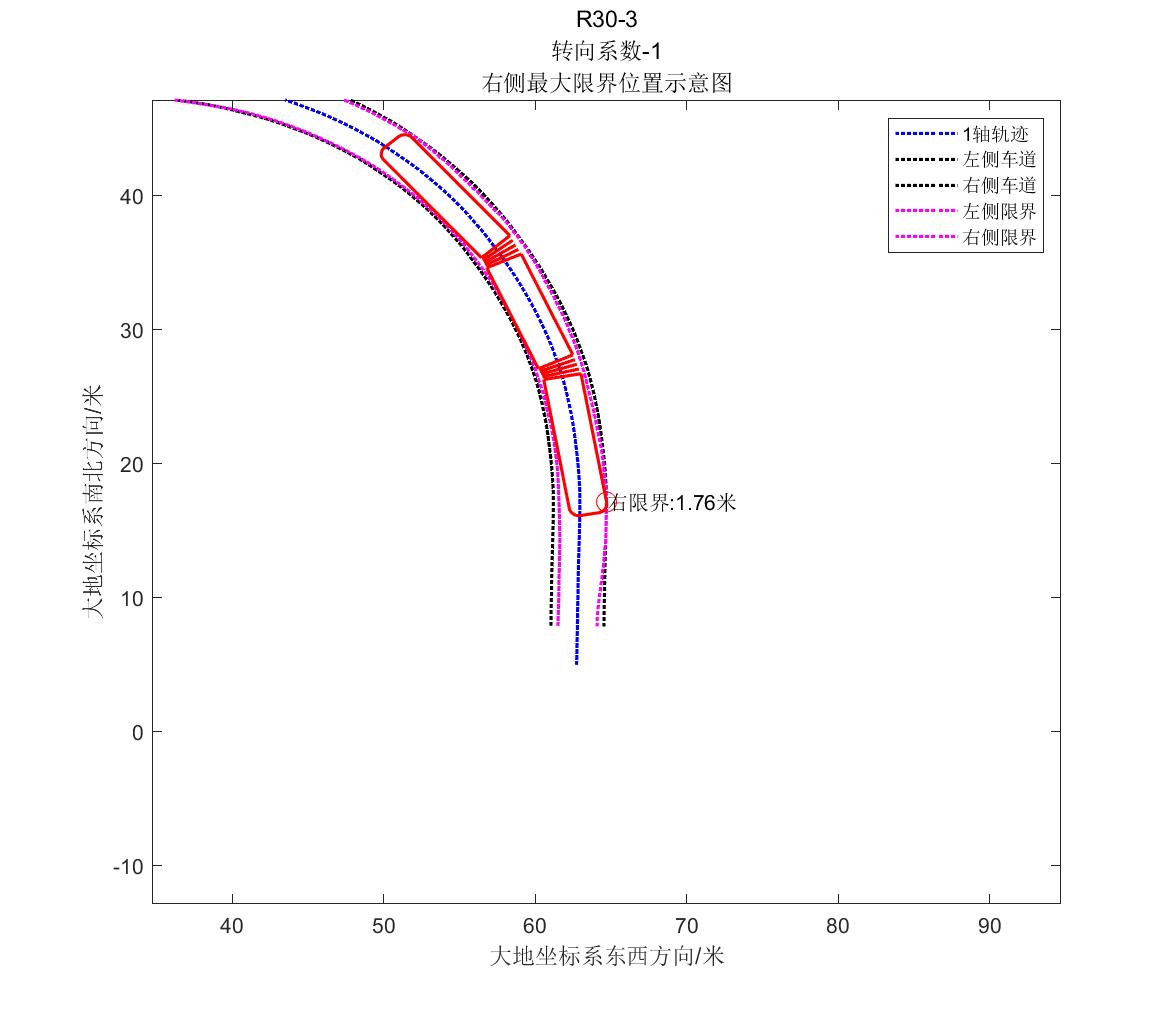 R30-3
转向系数-1
右侧最大限界位置示意图
1轴轨迹
左侧车道
右侧车道
左侧限界
右侧限界
大地坐标系南北方向/米
40
30
20
10
0
-10
右限界:1.76米
40
50
60
70
80
90
大地坐标系东西方向/米